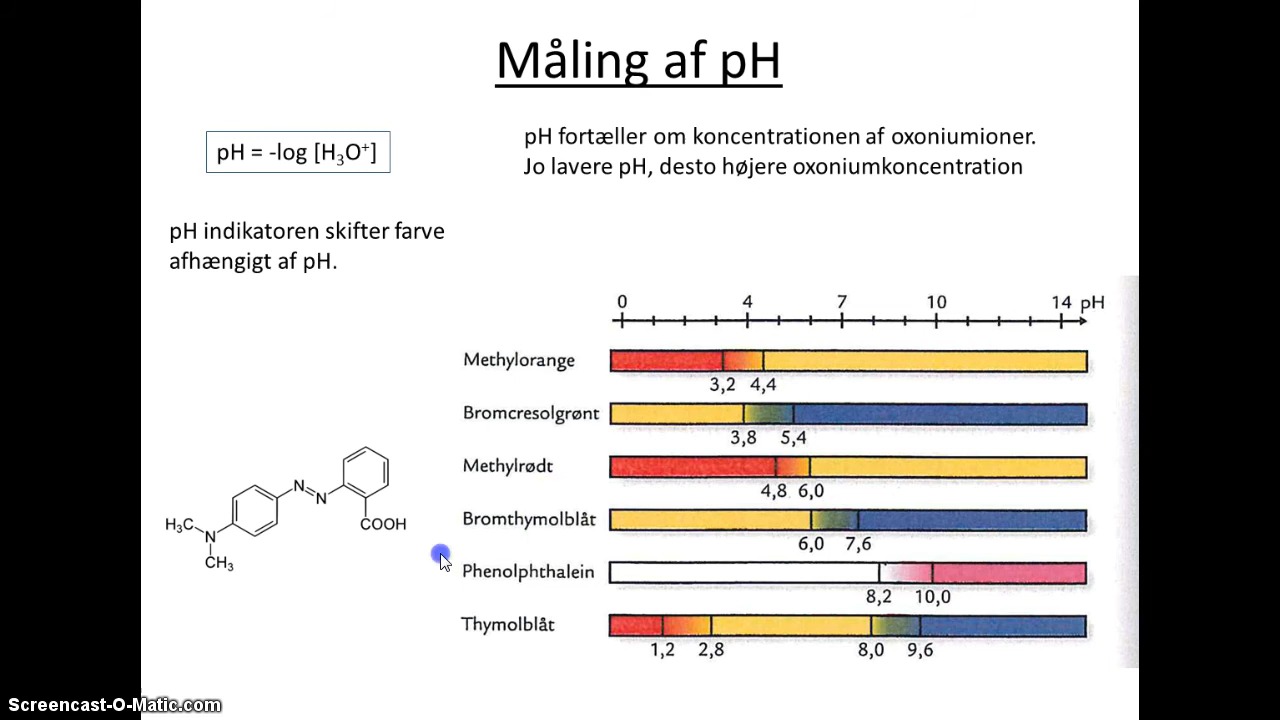 Måling af pH
pH = -log [H₃O⁺]
pH fortæller om koncentrationen af oxoniumioner.
Jo lavere pH, desto højere oxoniumkoncentration
pH indikatoren skifter farve
afhængigt af pH.
0 4 7 10 14 pH
Methylorange
3,2 4,4
Bromcresolgrønt
3,8 5,4
Methylrødt
4,8 6,0
Bromthymolblåt
6,0 7,6
Phenolphthalein
8,2 10,0
Thymolblåt
1,2 2,8 8,0 9,6
N
N
COOH
H₃C
N
CH₃
Screencast-O-Matic.com